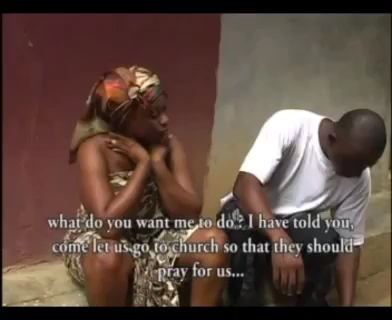 what do you want me to do? I have told you,
come let us go to church so that they should
pray for us...